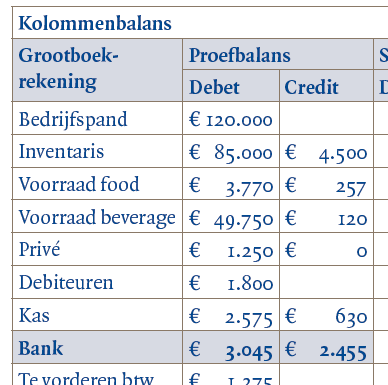 Kolommenbalans
Grootboek-
rekening
Proefbalans
S
Debet Credit D
Bedrijfspand € 120.000
Inventaris € 85.000 € 4.500
Voorraad food € 3.770 € 257
Voorraad beverage € 49.750 € 120
Privé € 1.250 € 0
Debiteuren € 1.800
Kas € 2.575 € 630
Bank € 3.045 € 2.455
Te vorderen btw € 1.275